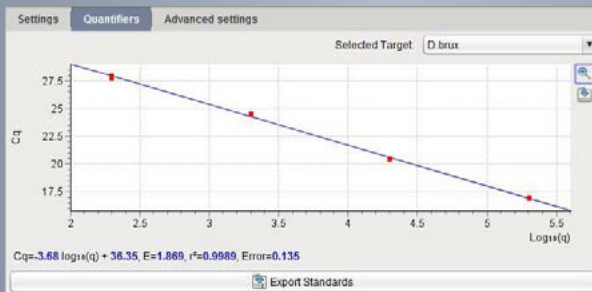 Settings Quantifiers Advanced settings
Selected Target D.brux
27.5
25
22.5
20
17.5
Cq
2 2.5 3 3.5 4 4.5 5 5.5
Log₁₀(q)
Cq=-3.68 log₁₀(q) + 36.35, E=1.869, r²=0.9989, Error=0.135
Export Standards